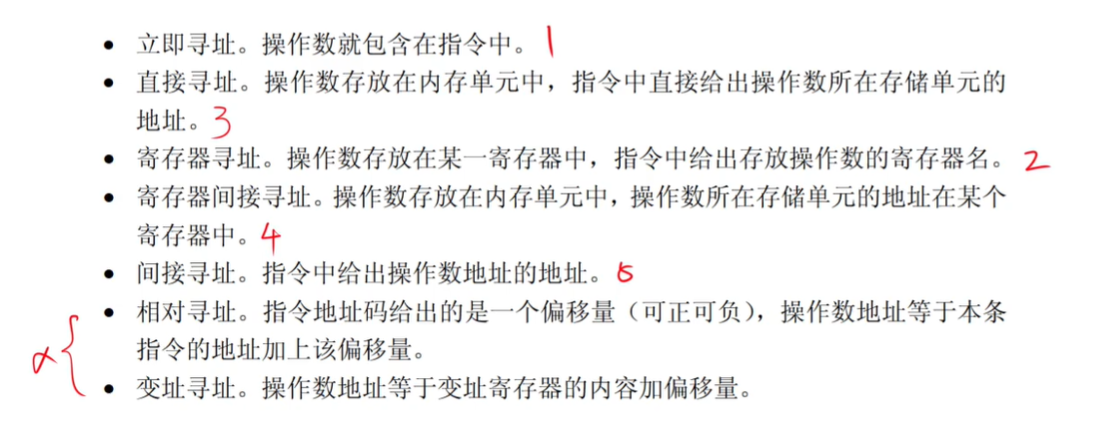 • 立即寻址。操作数就包含在指令中。 1
• 直接寻址。操作数存放在内存单元中，指令中直接给出操作数所在存储单元的
地址。 3
• 寄存器寻址。操作数存放在某一寄存器中，指令中给出存放操作数的寄存器名。 2
• 寄存器间接寻址。操作数存放在内存单元中，操作数所在存储单元的地址在某个
寄存器中。 4
• 间接寻址。指令中给出操作数地址的地址。 5
• 相对寻址。指令地址码给出的是一个偏移量（可正可负），操作数地址等于本条
α{ 指令的地址加上该偏移量。
• 变址寻址。操作数地址等于变址寄存器的内容加偏移量。